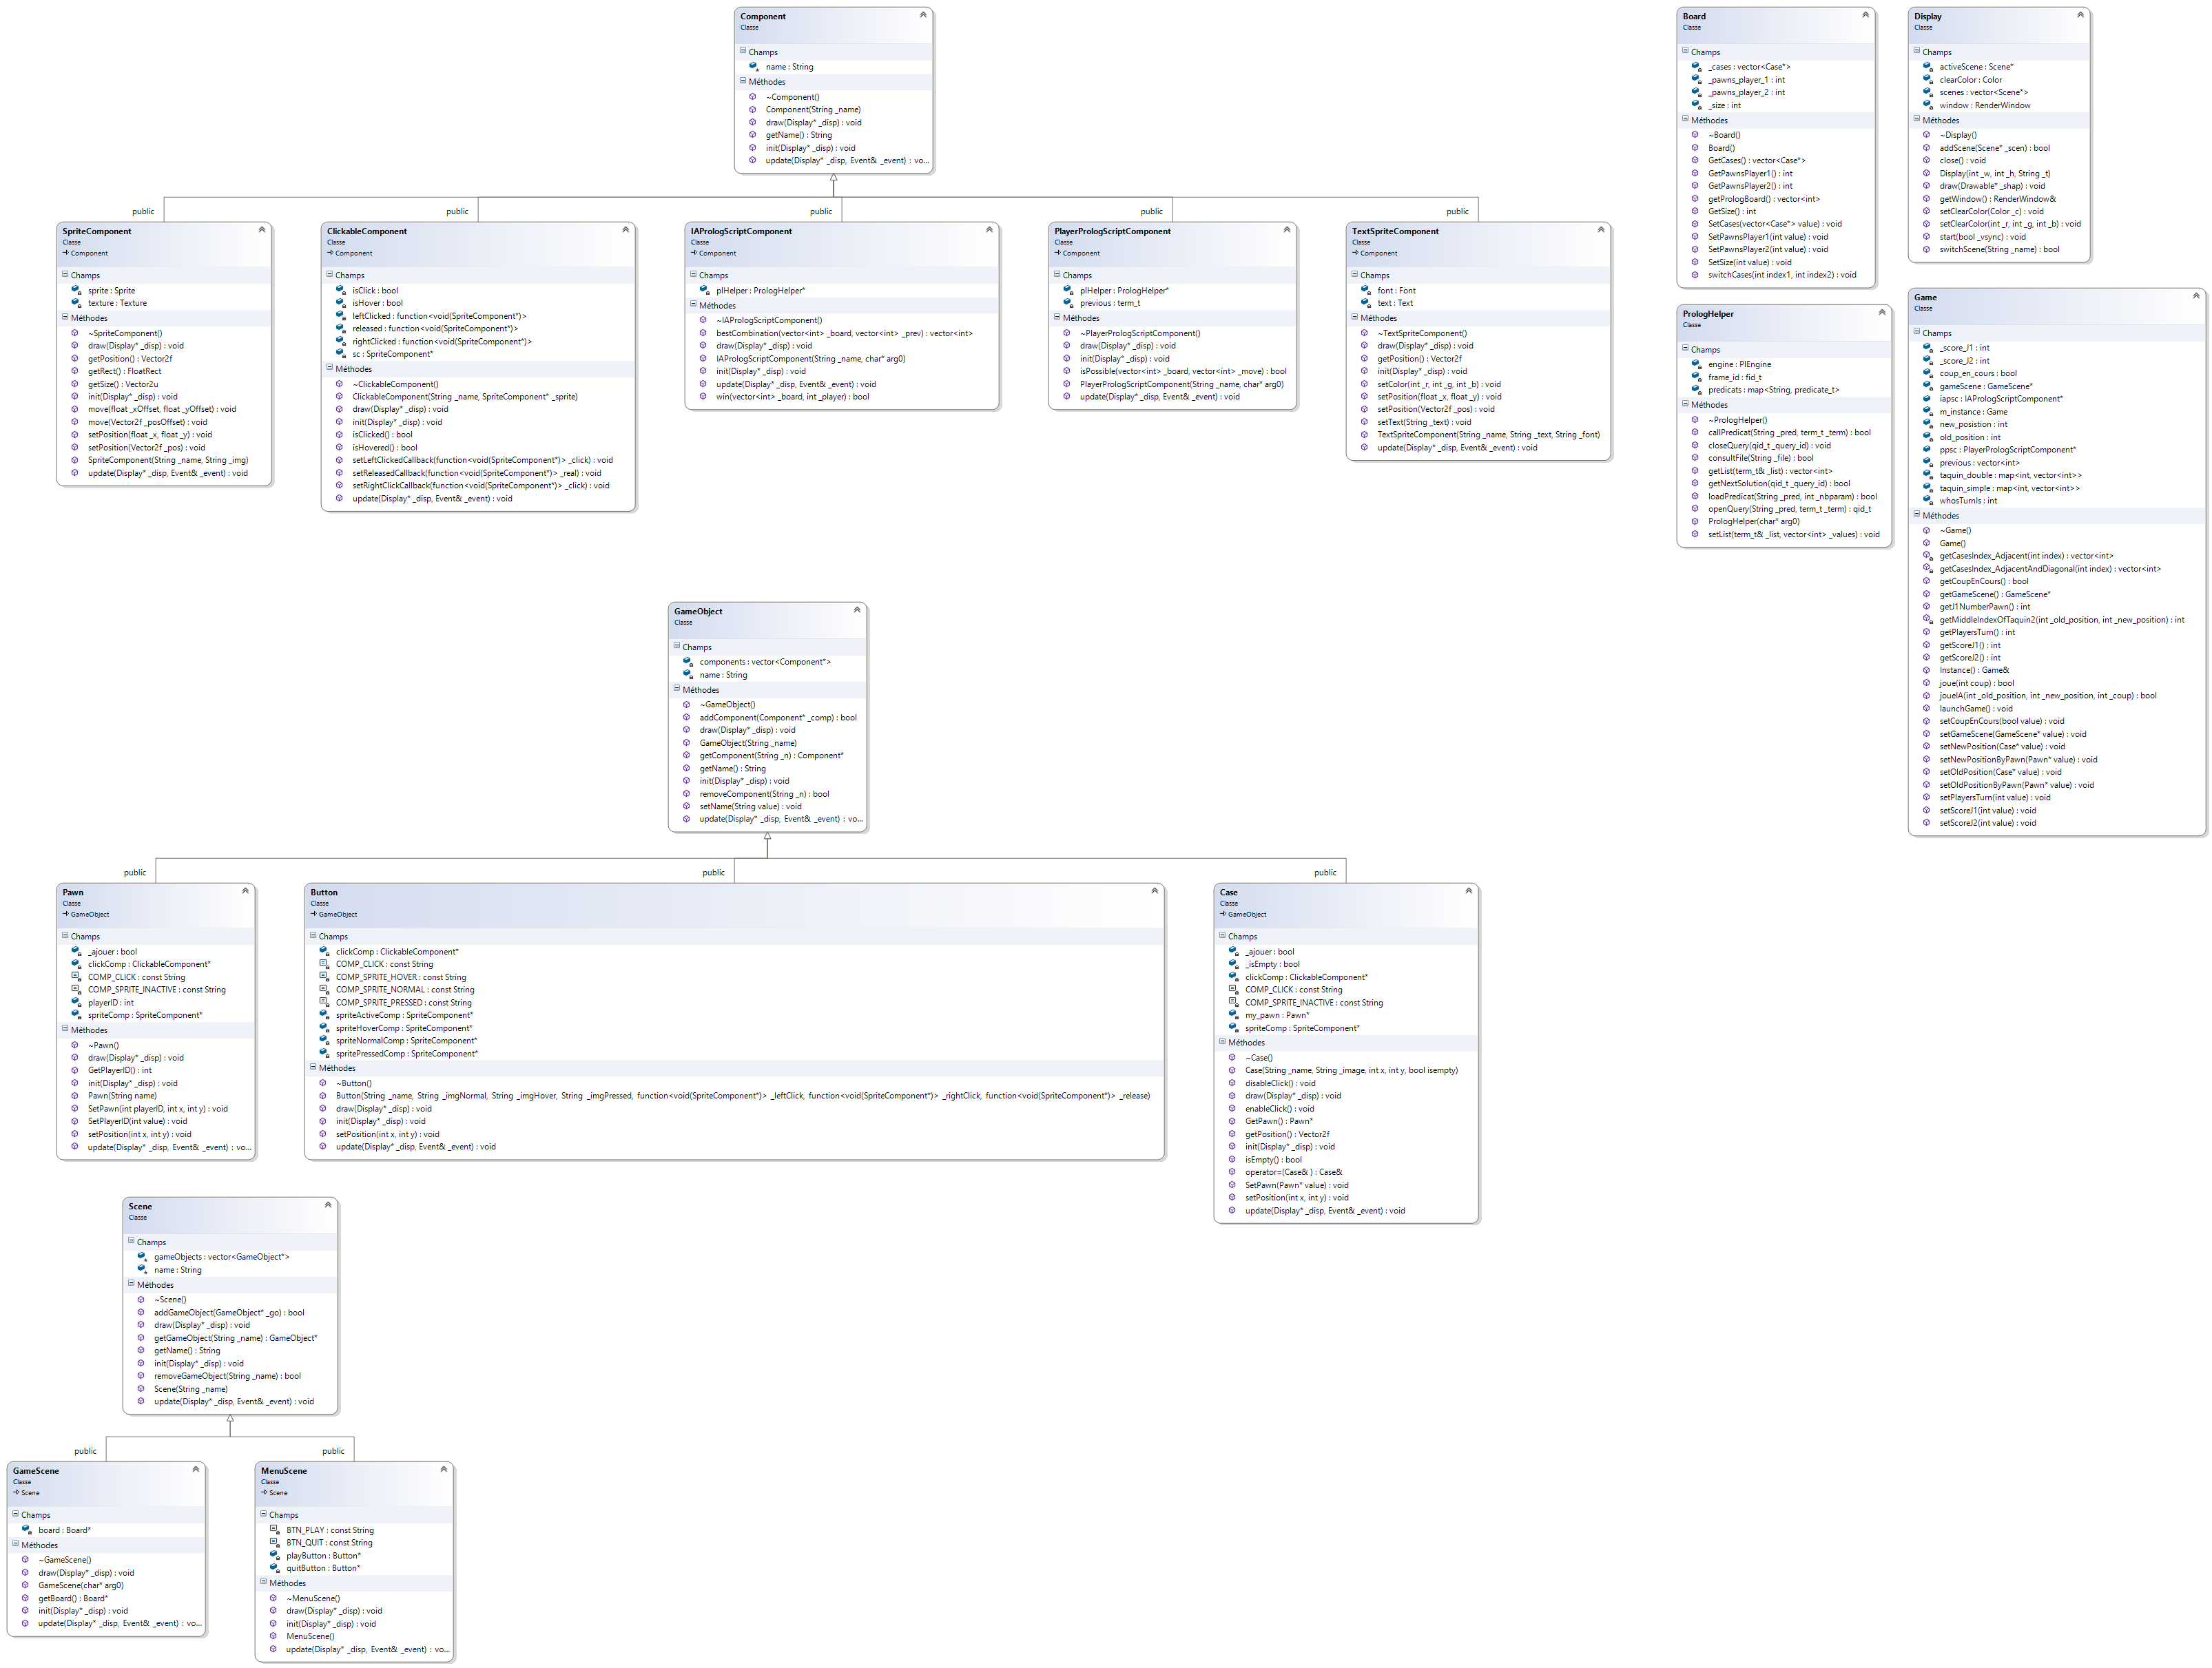 Component
Classe
Champs
name : String
Méthodes
~Component()
Component(String _name)
draw(Display* _disp) : void
getName() : String
init(Display* _disp) : void
update(Display* _disp, Event& _event) : vo...
Board
Classe
Champs
_cases : vector<Case*>
_pawns_player_1 : int
_pawns_player_2 : int
_size : int
Méthodes
~Board()
Board()
GetCases() : vector<Case*>
GetPawnsPlayer1() : int
GetPawnsPlayer2() : int
getPrologBoard() : vector<int>
GetSize() : int
SetCases(vector<Case*> value) : void
SetPawnsPlayer1(int value) : void
SetPawnsPlayer2(int value) : void
SetSize(int value) : void
switchCases(int index1, int index2) : void
Display
Classe
Champs
activeScene : Scene*
clearColor : Color
scenes : vector<Scene*>
window : RenderWindow
Méthodes
~Display()
addScene(Scene* _scen) : bool
close() : void
Display(int _w, int _h, String _t)
draw(Drawable* _shap) : void
getWindow() : RenderWindow&
setClearColor(Color _c) : void
setClearColor(int _r, int _g, int _b) : void
start(bool _vsync) : void
switchScene(String _name) : bool
public
public
public
public
public
SpriteComponent
Classe
Component
Champs
sprite : Sprite
texture : Texture
Méthodes
~SpriteComponent()
draw(Display* _disp) : void
getPosition() : Vector2f
getRect() : FloatRect
getSize() : Vector2u
init(Display* _disp) : void
move(float _xOffset, float _yOffset) : void
move(Vector2f _posOffset) : void
setPosition(float _x, float _y) : void
setPosition(Vector2f _pos) : void
SpriteComponent(String _name, String _img)
update(Display* _disp, Event& _event) : void
ClickableComponent
Classe
Component
Champs
isClick : bool
isHover : bool
leftClicked : function<void(SpriteComponent*)>
released : function<void(SpriteComponent*)>
rightClicked : function<void(SpriteComponent*)>
sc : SpriteComponent*
Méthodes
~ClickableComponent()
ClickableComponent(String _name, SpriteComponent* _sprite)
draw(Display* _disp) : void
init(Display* _disp) : void
isClicked() : bool
isHovered() : bool
setLeftClickedCallback(function<void(SpriteComponent*)> _click) : void
setReleasedCallback(function<void(SpriteComponent*)> _real) : void
setRightClickCallback(function<void(SpriteComponent*)> _click) : void
update(Display* _disp, Event& _event) : void
IAPrologScriptComponent
Classe
Component
Champs
plHelper : PrologHelper*
Méthodes
~IAPrologScriptComponent()
bestCombination(vector<int> _board, vector<int> _prev) : vector<int>
draw(Display* _disp) : void
IAPrologScriptComponent(String _name, char* arg0)
init(Display* _disp) : void
update(Display* _disp, Event& _event) : void
win(vector<int> _board, int _player) : bool
PlayerPrologScriptComponent
Classe
Component
Champs
plHelper : PrologHelper*
previous : term_t
Méthodes
~PlayerPrologScriptComponent()
draw(Display* _disp) : void
init(Display* _disp) : void
isPossible(vector<int> _board, vector<int> _move) : bool
PlayerPrologScriptComponent(String _name, char* arg0)
update(Display* _disp, Event& _event) : void
TextSpriteComponent
Classe
Component
Champs
font : Font
text : Text
Méthodes
~TextSpriteComponent()
draw(Display* _disp) : void
getPosition() : Vector2f
init(Display* _disp) : void
setColor(int _r, int _g, int _b) : void
setPosition(float _x, float _y) : void
setPosition(Vector2f _pos) : void
setText(String _text) : void
TextSpriteComponent(String _name, String _text, String _font)
update(Display* _disp, Event& _event) : void
PrologHelper
Classe
Champs
engine : PlEngine
frame_id : fid_t
predicats : map<String, predicate_t>
Méthodes
~PrologHelper()
callPredicat(String _pred, term_t _term) : bool
closeQuery(qid_t _query_id) : void
consultFile(String _file) : bool
getList(term_t& _list) : vector<int>
getNextSolution(qid_t _query_id) : bool
loadPredicat(String _pred, int _nbparam) : bool
openQuery(String _pred, term_t _term) : qid_t
PrologHelper(char* arg0)
setList(term_t& _list, vector<int> _values) : void
Game
Classe
Champs
_score_J1 : int
_score_J2 : int
coup_en_cours : bool
gameScene : GameScene*
iapsc : IAPrologScriptComponent*
m_instance : Game
new_posistion : int
old_position : int
ppsc : PlayerPrologScriptComponent*
previous : vector<int>
taquin_double : map<int, vector<int>>
taquin_simple : map<int, vector<int>>
whosTurnIs : int
Méthodes
~Game()
Game()
getCasesIndex_Adjacent(int index) : vector<int>
getCasesIndex_AdjacentAndDiagonal(int index) : vector<int>
getCoupEnCours() : bool
getGameScene() : GameScene*
getJ1NumberPawn() : int
getMiddleIndexOfTaquin2(int _old_position, int _new_position) : int
getPlayersTurn() : int
getScoreJ1() : int
getScoreJ2() : int
Instance() : Game&
joue(int coup) : bool
joueIA(int _old_position, int _new_position, int _coup) : bool
launchGame() : void
setCoupEnCours(bool value) : void
setGameScene(GameScene* value) : void
setNewPosition(Case* value) : void
setNewPositionByPawn(Pawn* value) : void
setOldPosition(Case* value) : void
setOldPositionByPawn(Pawn* value) : void
setPlayersTurn(int value) : void
setScoreJ1(int value) : void
setScoreJ2(int value) : void
GameObject
Classe
Champs
components : vector<Component*>
name : String
Méthodes
~GameObject()
addComponent(Component* _comp) : bool
draw(Display* _disp) : void
GameObject(String _name)
getComponent(String _n) : Component*
getName() : String
init(Display* _disp) : void
removeComponent(String _n) : bool
setName(String value) : void
update(Display* _disp, Event& _event) : vo...
public
public
public
Pawn
Classe
GameObject
Champs
_ajouer : bool
clickComp : ClickableComponent*
COMP_CLICK : const String
COMP_SPRITE_INACTIVE : const String
playerID : int
spriteComp : SpriteComponent*
Méthodes
~Pawn()
draw(Display* _disp) : void
GetPlayerID() : int
init(Display* _disp) : void
Pawn(String name)
SetPawn(int playerID, int x, int y) : void
SetPlayerID(int value) : void
setPosition(int x, int y) : void
update(Display* _disp, Event& _event) : vo...
Button
Classe
GameObject
Champs
clickComp : ClickableComponent*
COMP_CLICK : const String
COMP_SPRITE_HOVER : const String
COMP_SPRITE_NORMAL : const String
COMP_SPRITE_PRESSED : const String
spriteActiveComp : SpriteComponent*
spriteHoverComp : SpriteComponent*
spriteNormalComp : SpriteComponent*
spritePressedComp : SpriteComponent*
Méthodes
~Button()
Button(String _name, String _imgNormal, String _imgHover, String _imgPressed, function<void(SpriteComponent*)> _leftClick, function<void(SpriteComponent*)> _rightClick, function<void(SpriteComponent*)> _release)
draw(Display* _disp) : void
init(Display* _disp) : void
setPosition(int x, int y) : void
update(Display* _disp, Event& _event) : void
Case
Classe
GameObject
Champs
_ajouer : bool
_isEmpty : bool
clickComp : ClickableComponent*
COMP_CLICK : const String
COMP_SPRITE_INACTIVE : const String
my_pawn : Pawn*
spriteComp : SpriteComponent*
Méthodes
~Case()
Case(String _name, String _image, int x, int y, bool isempty)
disableClick() : void
draw(Display* _disp) : void
enableClick() : void
GetPawn() : Pawn*
getPosition() : Vector2f
init(Display* _disp) : void
isEmpty() : bool
operator=(Case& ) : Case&
SetPawn(Pawn* value) : void
setPosition(int x, int y) : void
update(Display* _disp, Event& _event) : void
Scene
Classe
Champs
gameObjects : vector<GameObject*>
name : String
Méthodes
~Scene()
addGameObject(GameObject* _go) : bool
draw(Display* _disp) : void
getGameObject(String _name) : GameObject*
getName() : String
init(Display* _disp) : void
removeGameObject(String _name) : bool
Scene(String _name)
update(Display* _disp, Event& _event) : void
public
public
GameScene
Classe
Scene
Champs
board : Board*
Méthodes
~GameScene()
draw(Display* _disp) : void
GameScene(char* arg0)
getBoard() : Board*
init(Display* _disp) : void
update(Display* _disp, Event& _event) : vo...
MenuScene
Classe
Scene
Champs
BTN_PLAY : const String
BTN_QUIT : const String
playButton : Button*
quitButton : Button*
Méthodes
~MenuScene()
draw(Display* _disp) : void
init(Display* _disp) : void
MenuScene()
update(Display* _disp, Event& _event) : vo...